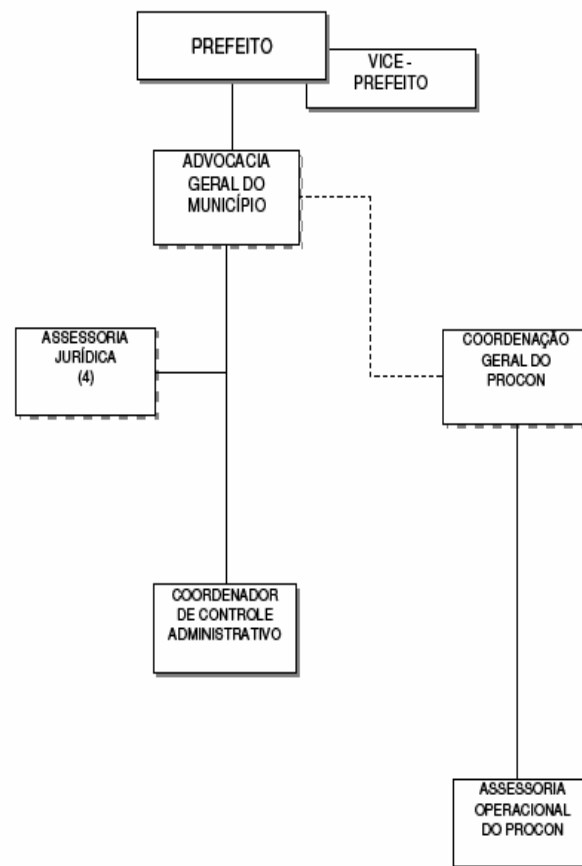 PREFEITO
VICE -
PREFEITO
ADVOCACIA
GERAL DO
MUNICÍPIO
ASSESSORIA
JURÍDICA
(4)
COORDENAÇÃO
GERAL DO
PROCON
COORDENADOR
DE CONTROLE
ADMINISTRATIVO
ASSESSORIA
OPERACIONAL
DO PROCON